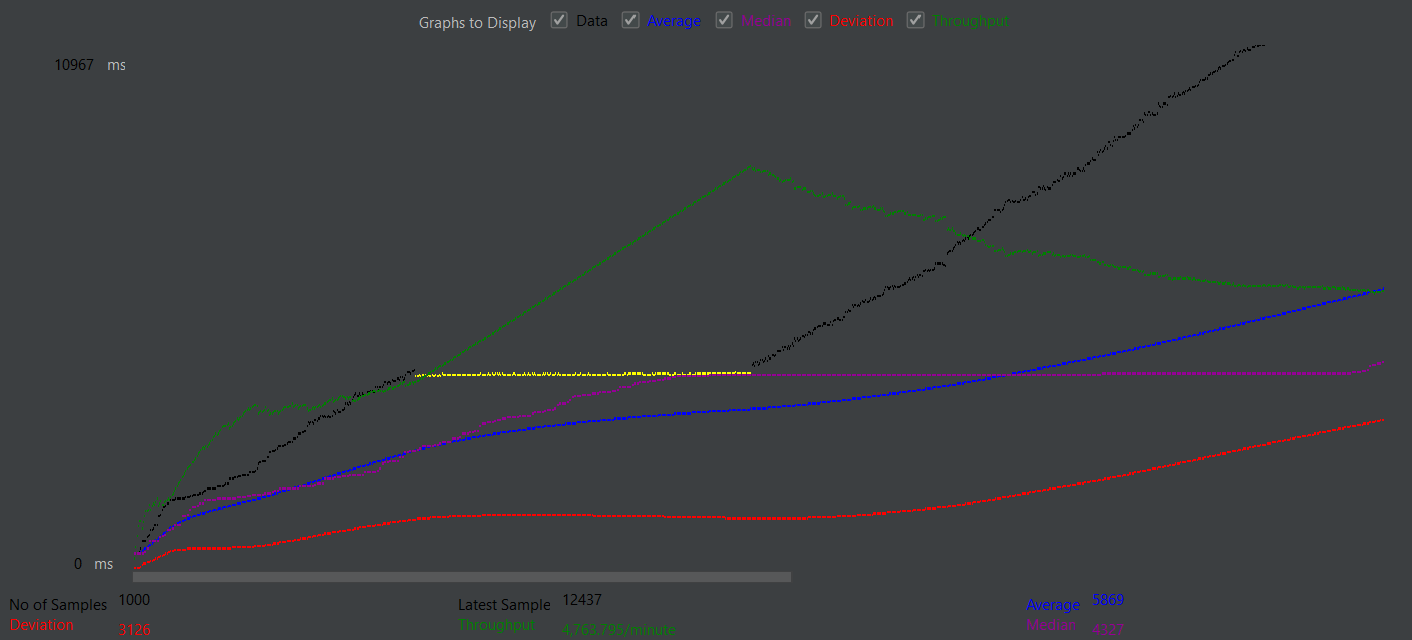 Graphs to Display Data Average Median Deviation Throughput
10967 ms
0 ms
No of Samples 1000 Latest Sample 12437 Average 5869
Deviation 3126 Throughput 4,763.795/minute Median 4327